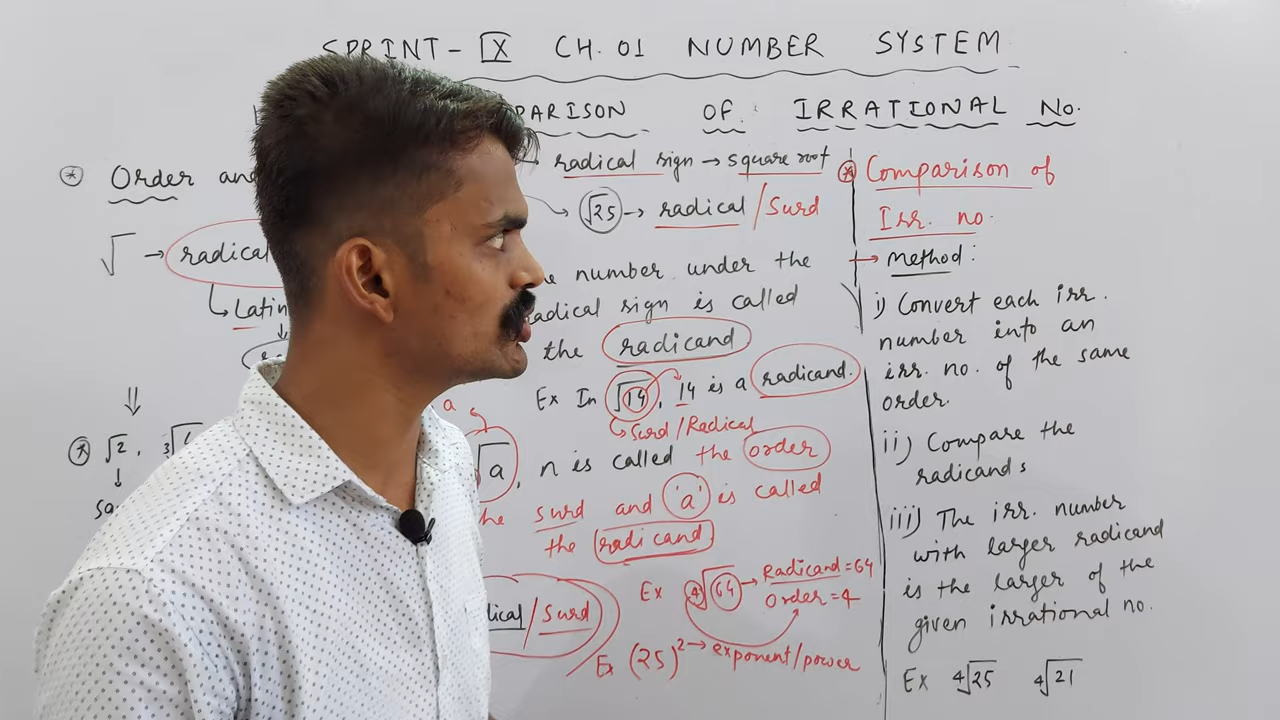 SPRINT- IX CH. 01 NUMBER SYSTEM
OF IRRATIONAL No.
* Order and
√ → radical
Latin
* √2,
radical sign → square root
√25 → radical / Surd
number under the
radical sign is called
the radicand
Ex In √14, 14 is a radicand.
Surd / Radical
a
√a, n is called the order
surd and 'a' is called
the radicand
Ex 4√64 → Radicand = 64
Order = 4
/ Surd
Ex (25)² → exponent/power
* Comparison of
Irr. no.
→ method:
i) Convert each irr.
number into an
irr. no. of the same
order.
ii) Compare the
radicands
iii) The irr. number
with larger radicand
is the larger of the
given irrational no.
Ex 4√25 4√21